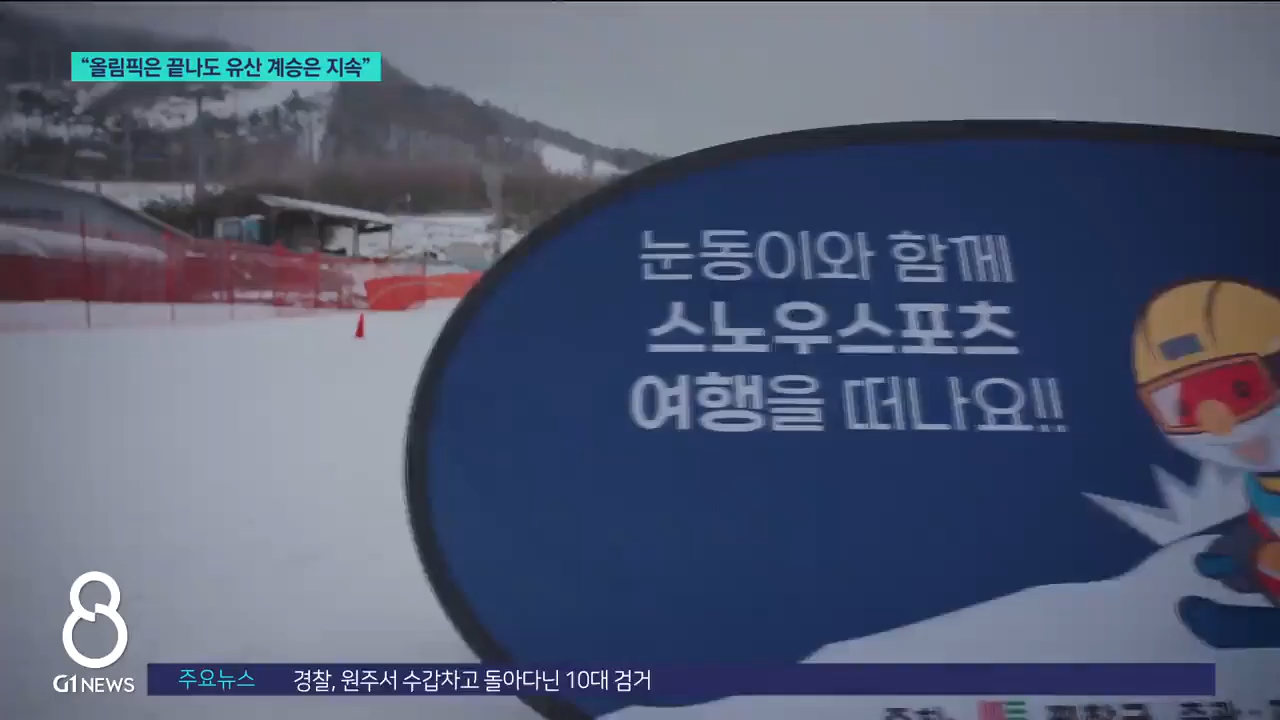 “올림픽은 끝나도 유산 계승은 지속”
눈동이와 함께
스노우스포츠
여행을 떠나요!!
8
G1 NEWS
주요뉴스 경찰, 원주서 수갑차고 돌아다닌 10대 검거